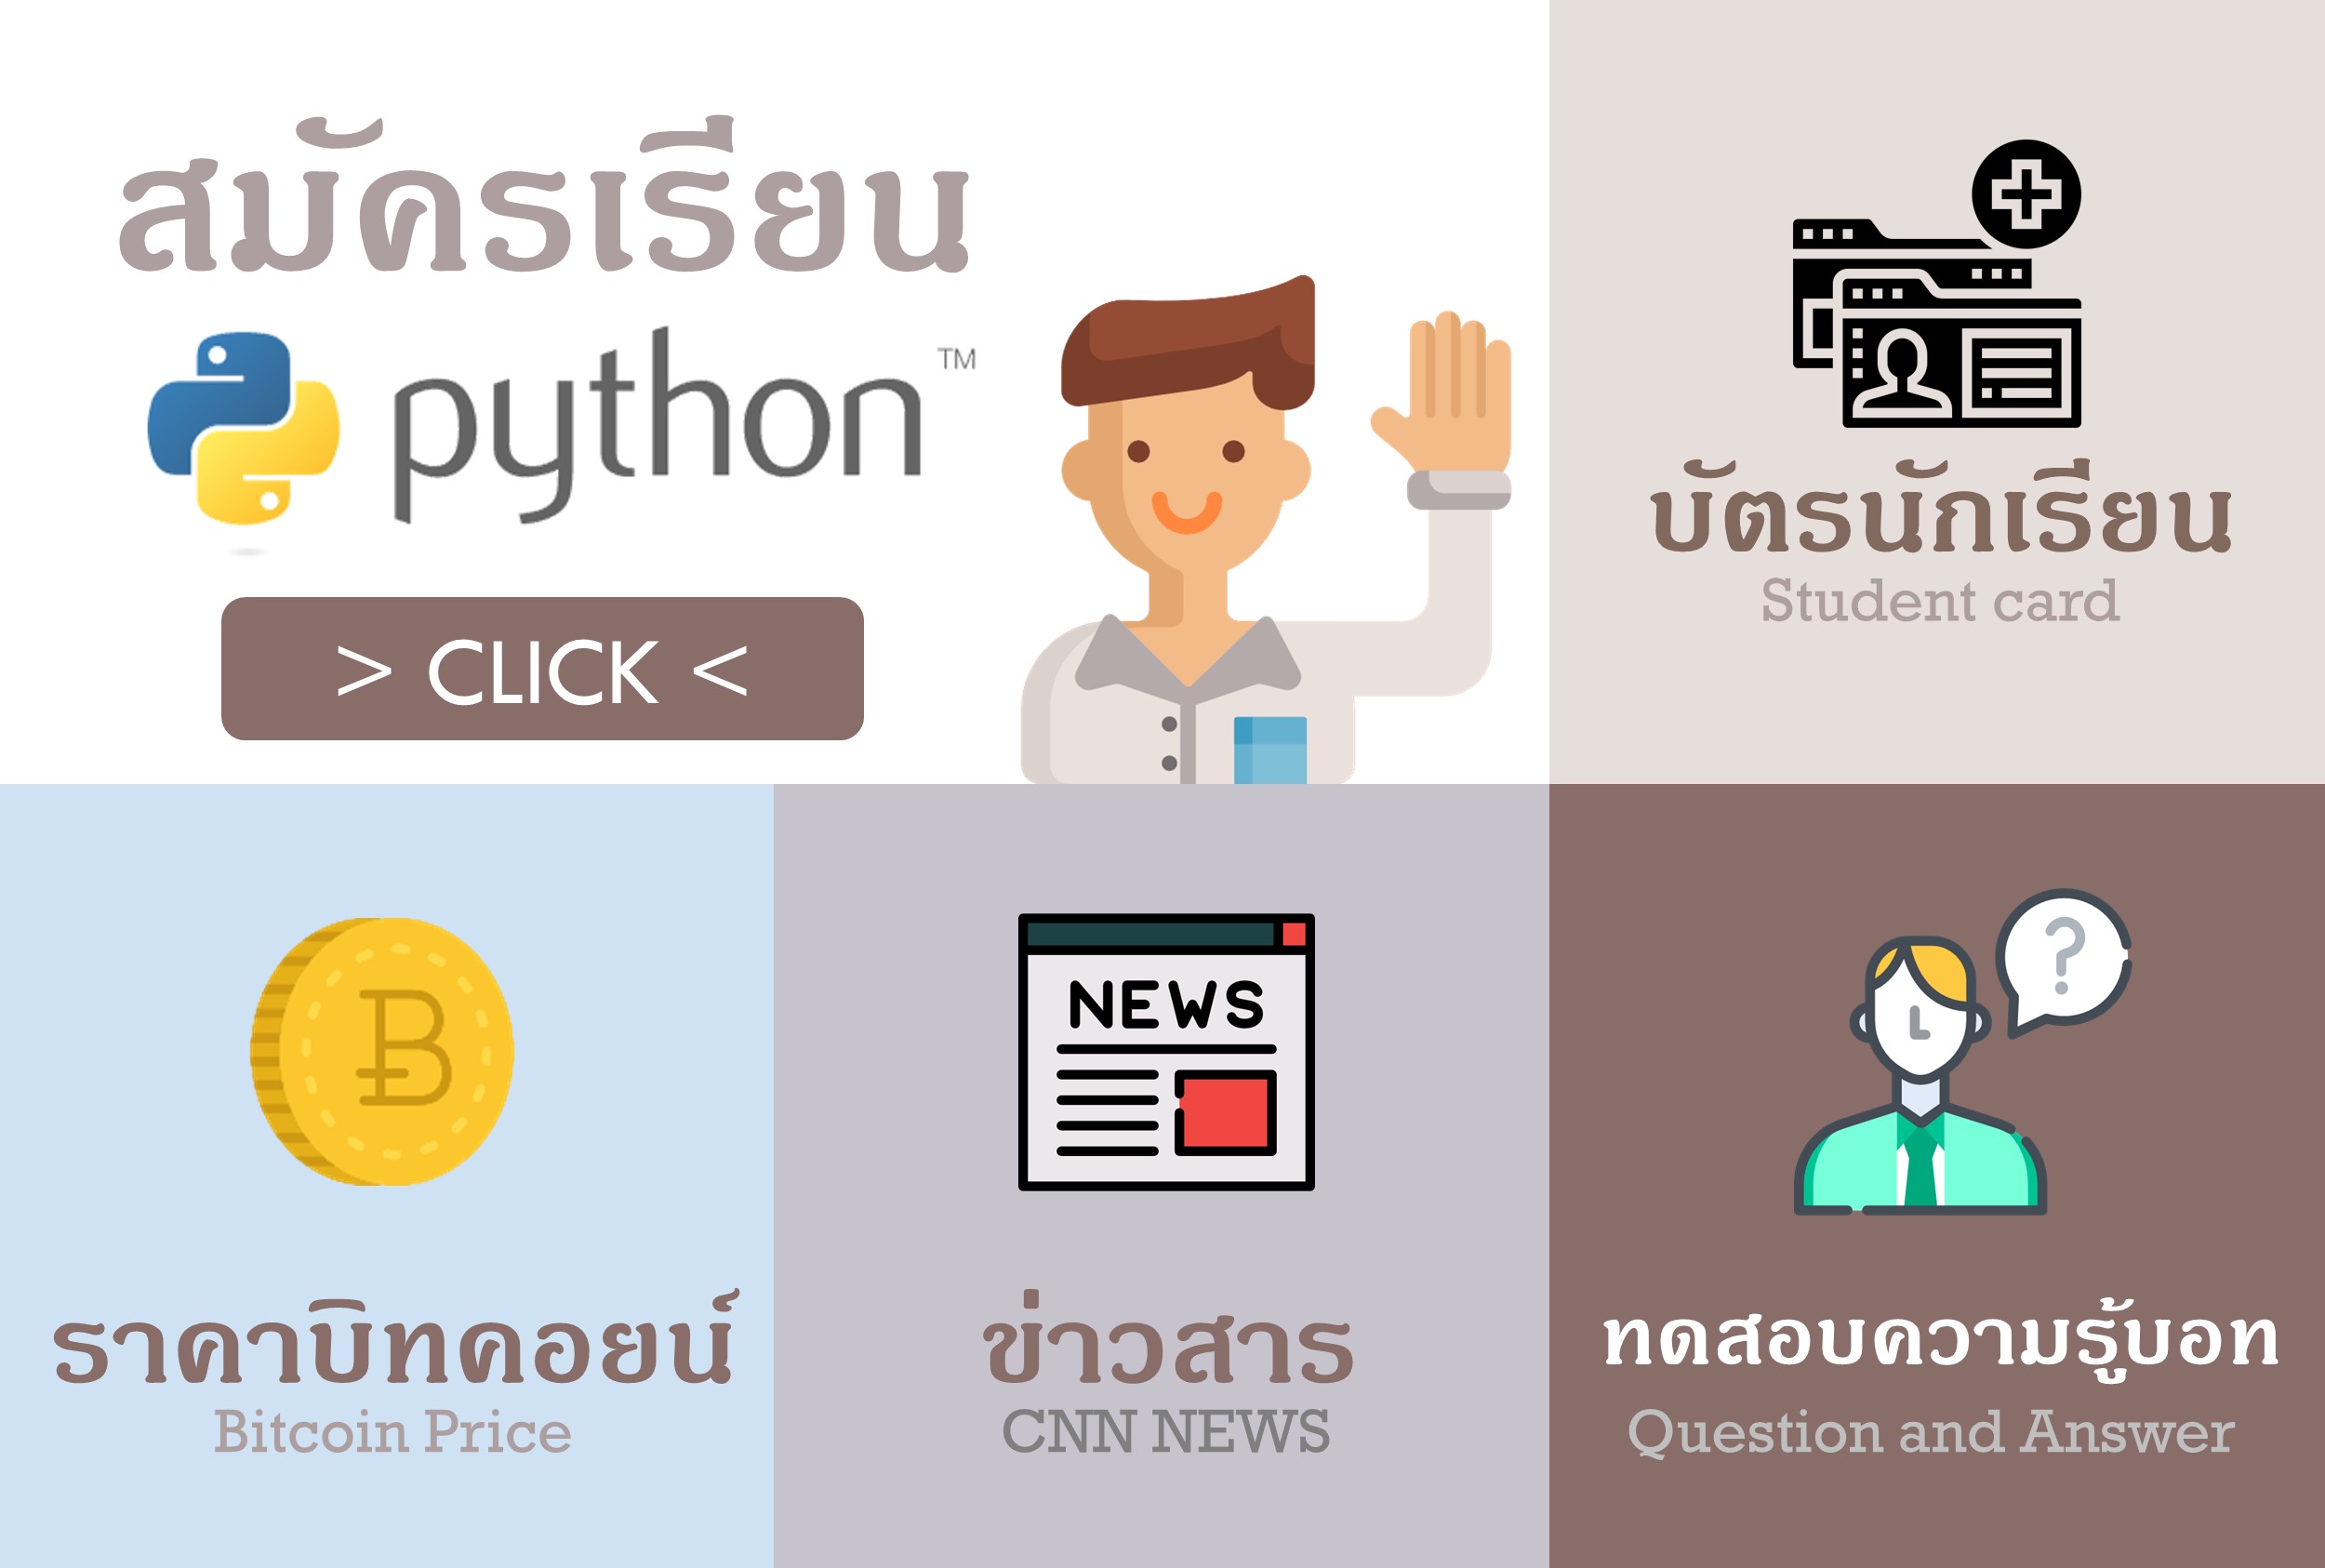 สมัครเรียน
python™
> CLICK <
บัตรนักเรียน
Student card
B
ราคาบิทคอยน์
Bitcoin Price
NEWS
ข่าวสาร
CNN NEWS
?
ทดสอบความรู้บอท
Question and Answer